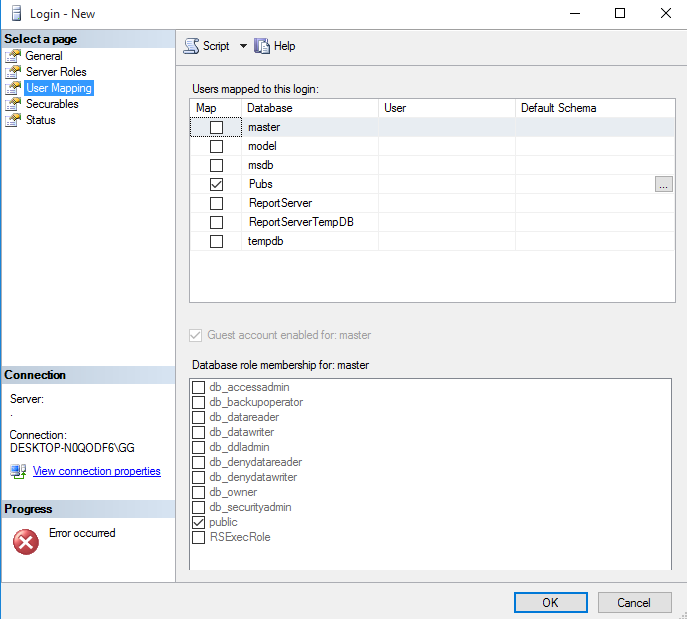 Login - New
Select a page
General
Server Roles
User Mapping
Securables
Status
Script Help
Users mapped to this login:
Map Database User Default Schema
master
model
msdb
Pubs ...
ReportServer
ReportServerTempDB
tempdb
Guest account enabled for: master
Database role membership for: master
db_accessadmin
db_backupoperator
db_datareader
db_datawriter
db_ddladmin
db_denydatareader
db_denydatawriter
db_owner
db_securityadmin
public
RSExecRole
Connection
Server:
.
Connection:
DESKTOP-N0QODF6\GG
View connection properties
Progress
Error occurred
OK Cancel